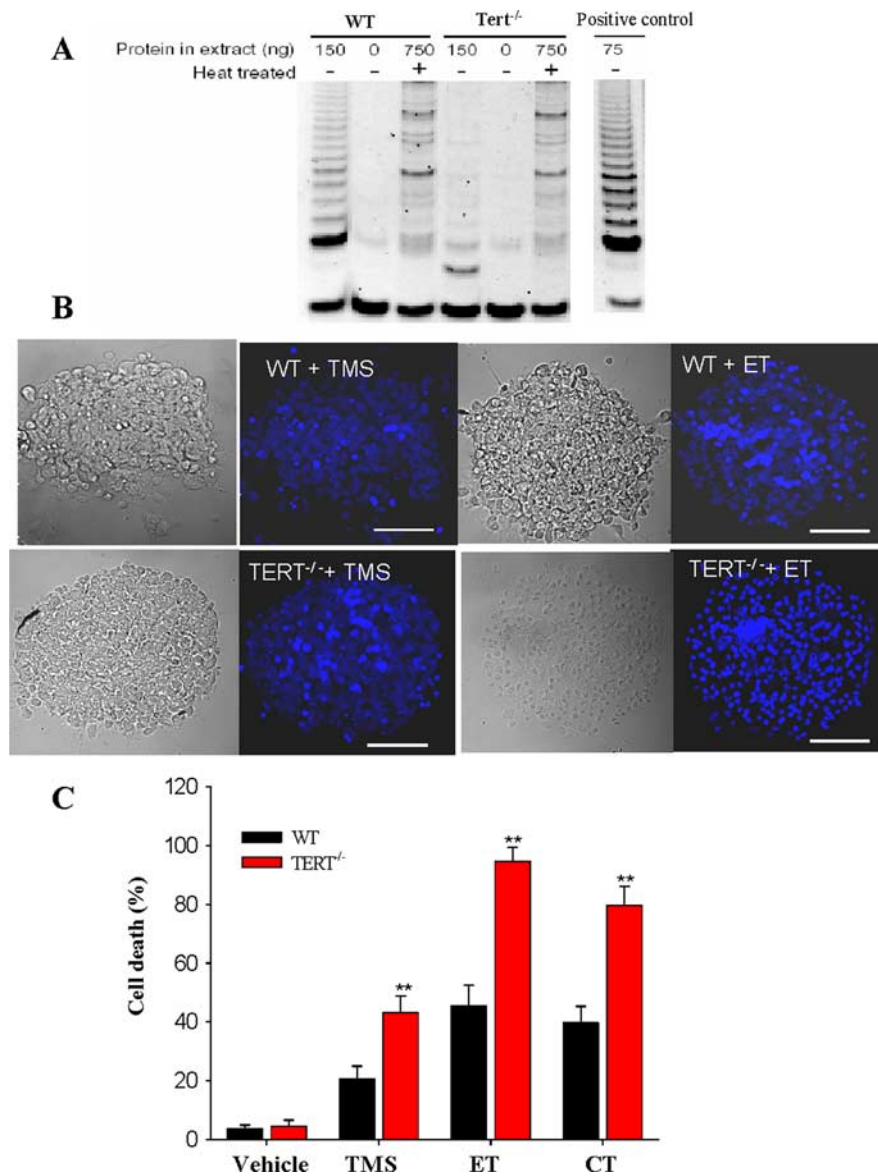 A
WT Tert⁻/⁻ Positive control
Protein in extract (ng) 150 0 750 150 0 750 75
Heat treated - - + - - + -
B
WT + TMS
WT + ET
TERT⁻/⁻+ TMS
TERT⁻/⁻+ ET
C
120
100
80
60
40
20
0
Cell death (%)
WT
TERT⁻/⁻
**
**
**
Vehicle TMS ET CT